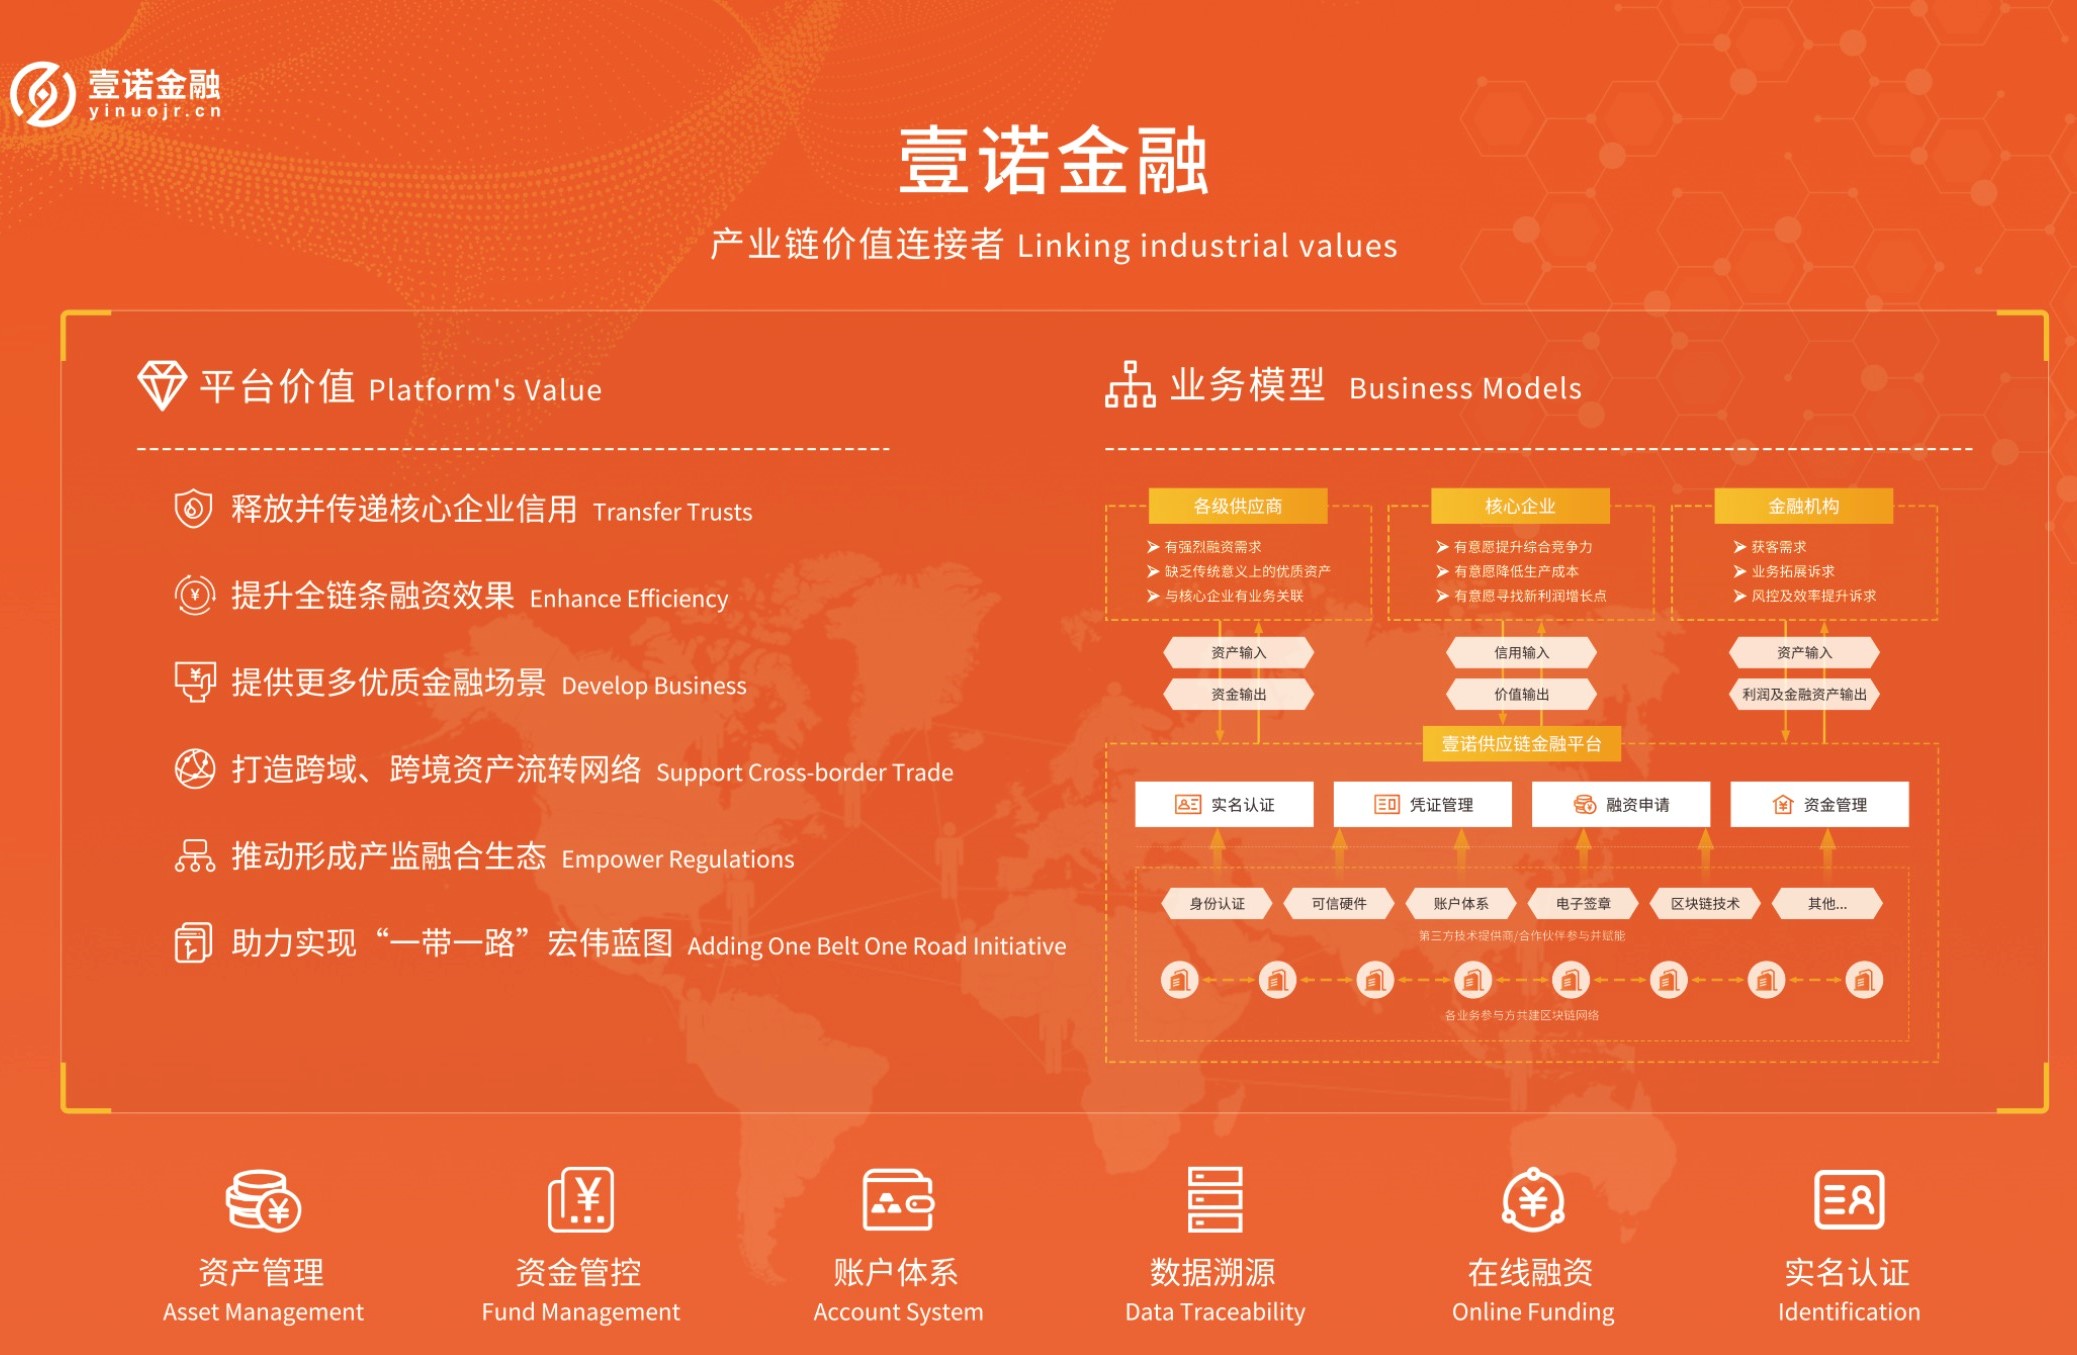 壹诺金融
yinuojr.cn
壹诺金融
产业链价值连接者 Linking industrial values
平台价值 Platform's Value
释放并传递核心企业信用 Transfer Trusts
提升全链条融资效果 Enhance Efficiency
提供更多优质金融场景 Develop Business
打造跨域、跨境资产流转网络 Support Cross-border Trade
推动形成产监融合生态 Empower Regulations
助力实现“一带一路”宏伟蓝图 Adding One Belt One Road Initiative
业务模型 Business Models
各级供应商
有强烈融资需求
缺乏传统意义上的优质资产
与核心企业有业务关联
核心企业
有意愿提升综合竞争力
有意愿降低生产成本
有意愿寻找新利润增长点
金融机构
获客需求
业务拓展诉求
风控及效率提升诉求
资产输入
资金输出
信用输入
价值输出
资产输入
利润及金融资产输出
壹诺供应链金融平台
实名认证
凭证管理
融资申请
资金管理
身份认证
可信硬件
账户体系
电子签章
区块链技术
其他...
第三方技术提供商/合作伙伴参与并赋能
各业务参与方共建区块链网络
资产管理
Asset Management
资金管控
Fund Management
账户体系
Account System
数据溯源
Data Traceability
在线融资
Online Funding
实名认证
Identification